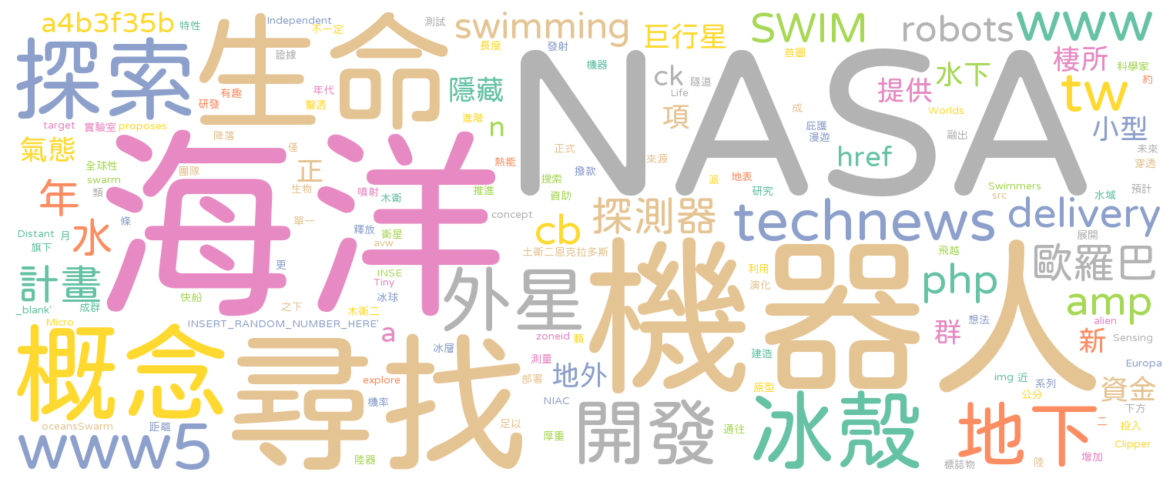 a4b3f35b 特性 Independent 不一定 測試 swimming 巨行星 SWIM robots www
探索 生命 證據 長度 發射 首圖 棲所 科學家
機器 ck 隧道 提供 水下 tw 約
有趣 年代 隱藏 NASA Life
研發 驗透 項 成 Worlds 小型
target 實驗室 proposes 降落 進階 n 庇護 漫遊 融出
氣態 僅 正式 href 未來
海洋 正 熱能 來源 穿透
全球性 團隊 搜索 撥款 地表
swarm 生物 噴射 推進 資助 派 研究 Swimmers 預計
年 類 木衛 src 水域
條 單一 concept 探測器 technews delivery
水 釋放 cb 展開
Distant 月 衛星 avw
旗下 更 土衛二恩克拉多斯 飛越 歐羅巴
計畫 INSE 外星 機器人 利用 php
_blank' 成群 快船 Tiny 冰球 演化 amp
之下 木衛二
Micro INSERT_RANDOM_NUMBER_HERE' 想法 alien
概念 a zoneid 賴 群 新 Sensing
尋找 冰層 測量 建造
explore 部署 地外 img 近 系列 Europa
機率 NIAC 原型 公分 資金
oceansSwarm 距離 足以 開發 冰殼 地下 下方
www5 厚重 通往 二 投入
陸器 標誌物 陸 增加 Clipper